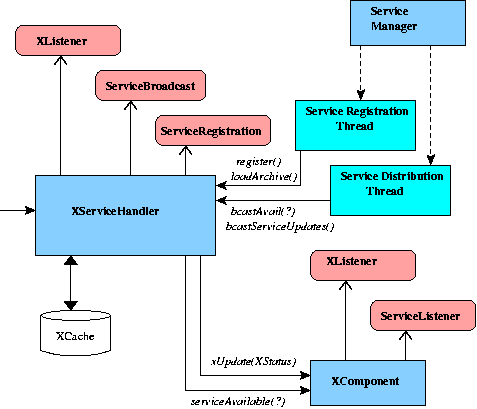 Service
Manager
XListener
ServiceBroadcast
Service Registration
Thread
ServiceRegistration
register()
loadArchive()
Service Distribution
Thread
XServiceHandler
bcastAvail(?)
bcastServiceUpdates()
XListener
ServiceListener
XCache
xUpdate(XStatus)
XComponent
serviceAvailable(?)